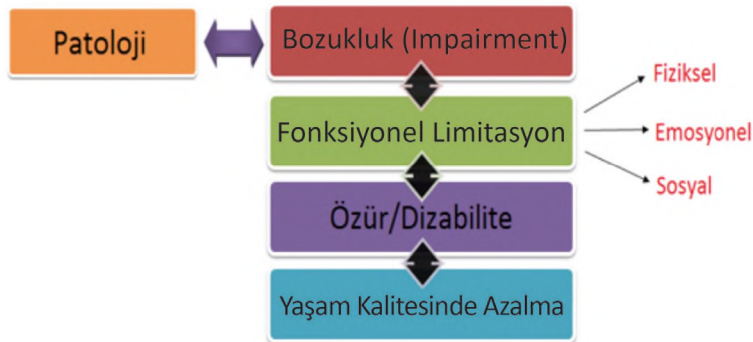 Patoloji
Bozukluk (Impairment)
Fonksiyonel Limitasyon
Fiziksel
Emosyonel
Sosyal
Özür/Dizabilite
Yaşam Kalitesinde Azalma